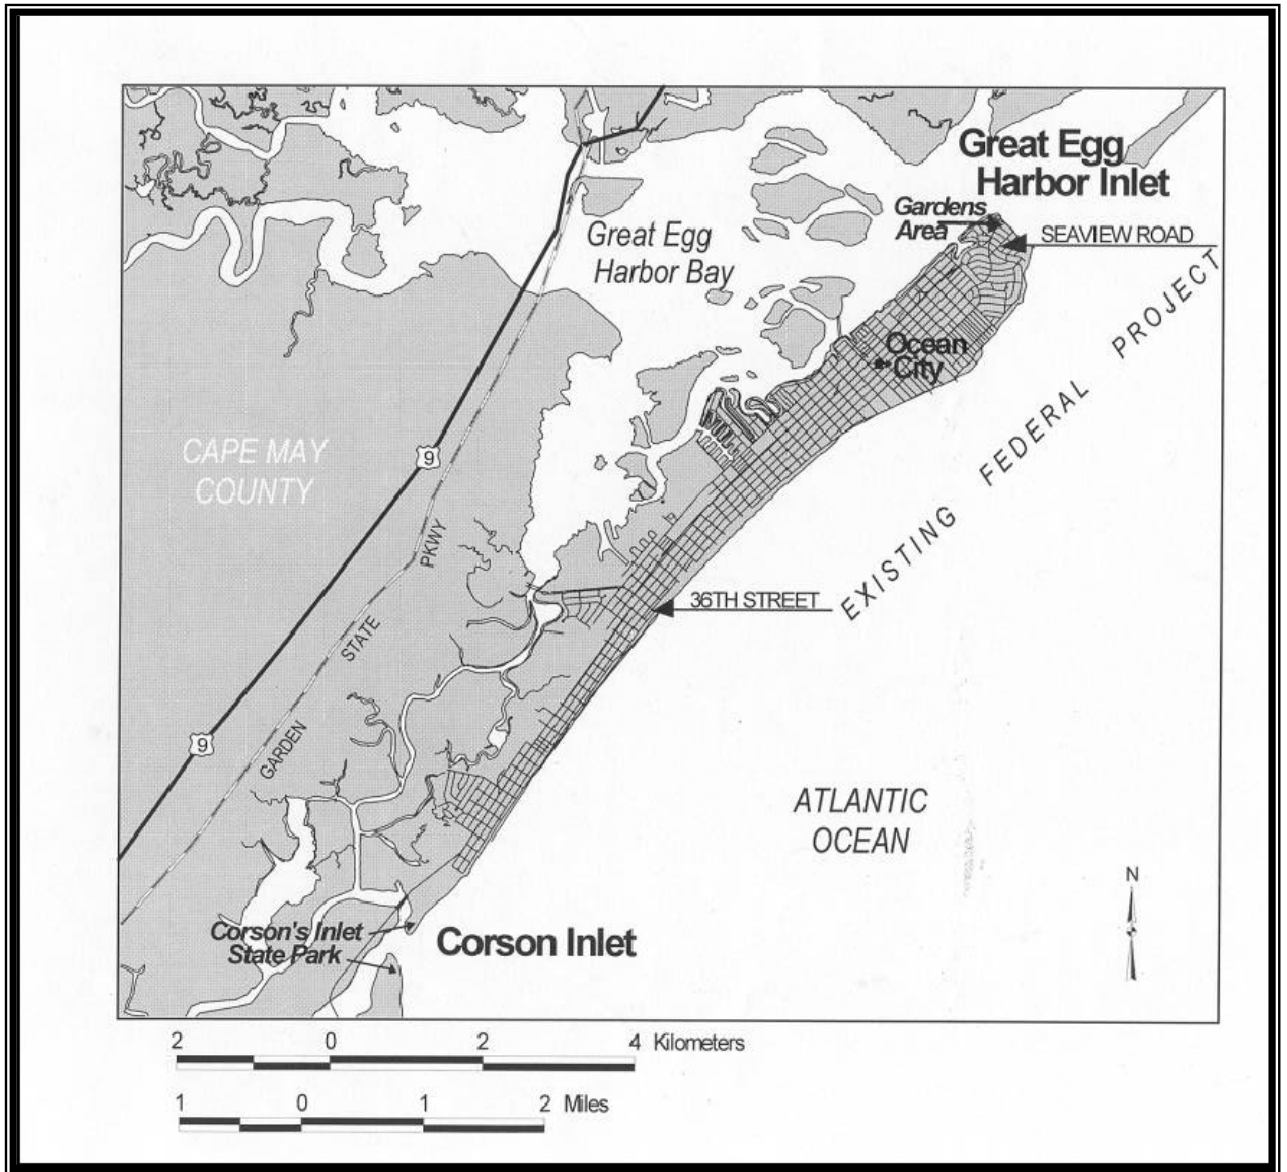 Great Egg
Harbor Inlet
Gardens
Area
SEAVIEW ROAD
Great Egg
Harbor Bay
EXISTING FEDERAL PROJECT
Ocean
City
CAPE MAY
COUNTY
9
36TH STREET
GARDEN STATE PKWY
9
ATLANTIC
OCEAN
N
Corson's Inlet
State Park
Corson Inlet
2 0 2 4 Kilometers
1 0 1 2 Miles